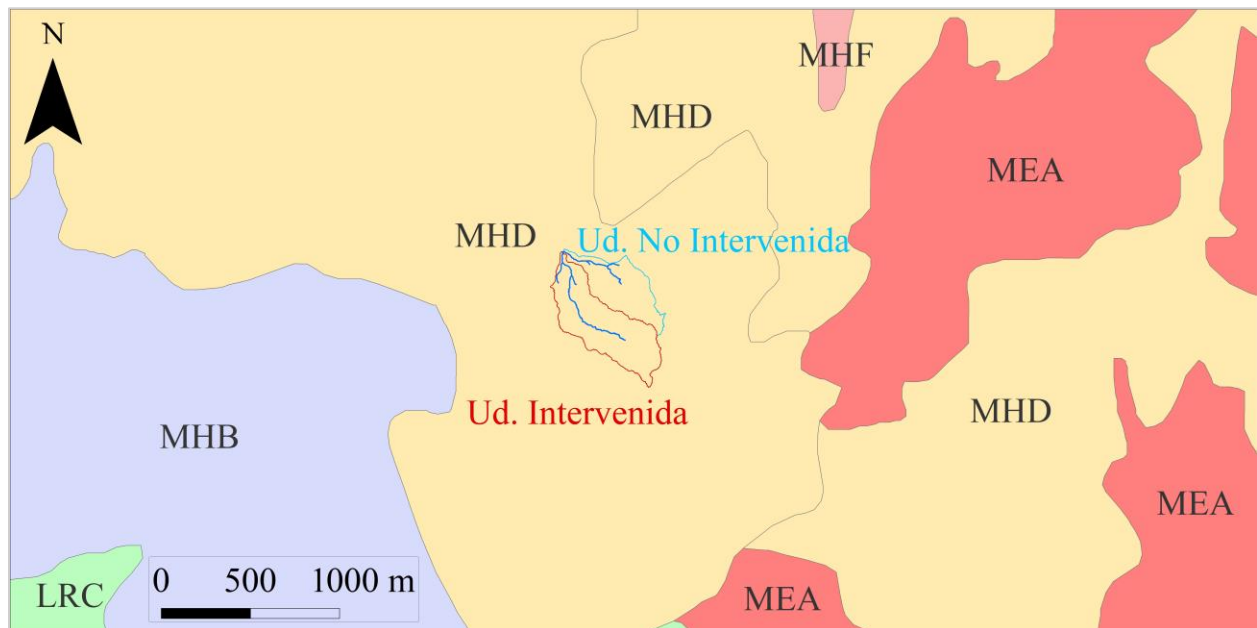 N
MHF
MHD
MEA
MHD
Ud. No Intervenida
Ud. Intervenida
MHD
MHB
MEA
0 500 1000 m
LRC
MEA